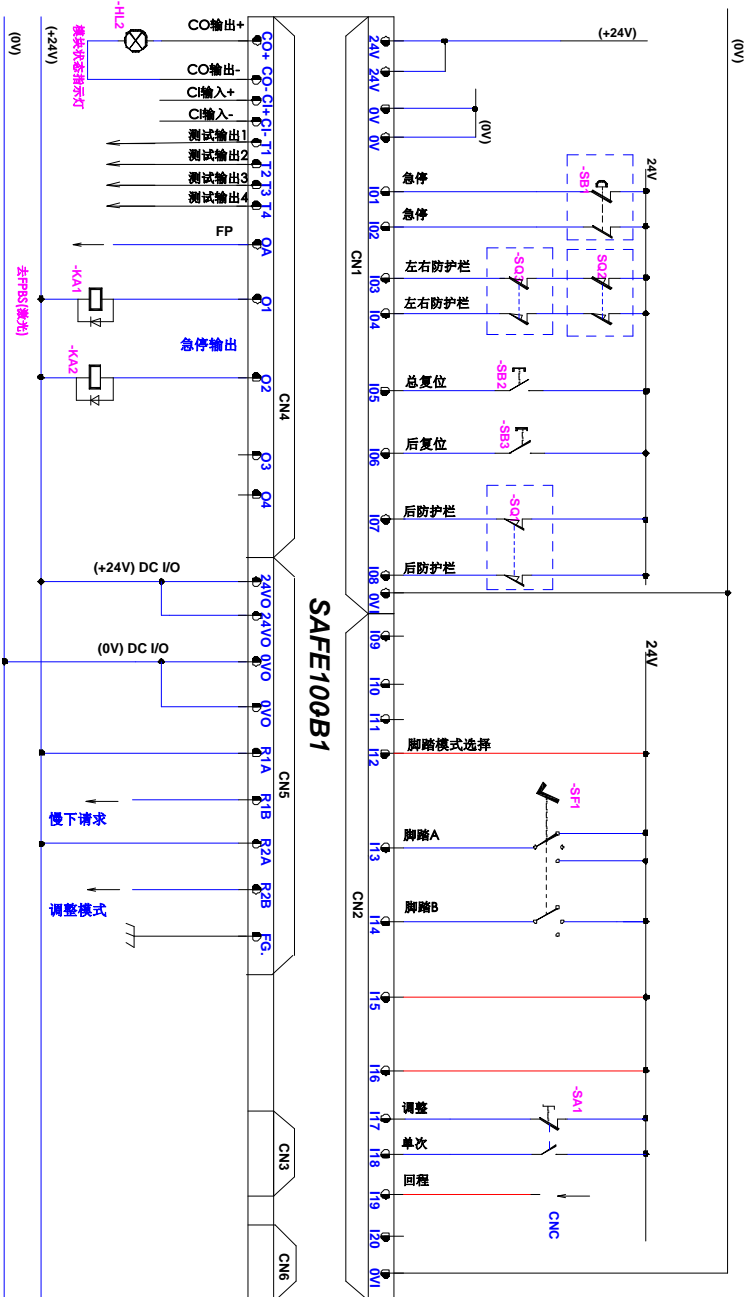 -HL2
模块状态指示灯
(+24V)
(0V)
CO输出+
CO输出-
CI输入+
CI输入-
测试输出1
测试输出2
测试输出3
测试输出4
FP
去FPBS(激光)
-KA1
急停输出
-KA2
(+24V) DC I/O
(0V) DC I/O
慢下请求
调整模式
CO+
CO-
CI+
CI-
T1
T2
T3
T4
OA
O1
O2
O3
O4
CN4
24VO
24VO
0VO
0VO
R1A
R1B
R2A
R2B
FG.
CN5
CN3
CN6
SAFE100B1
CN1
24V
24V
0V
0V
I01
I02
I03
I04
I05
I06
I07
I08
0VI
CN2
I09
I10
I11
I12
I13
I14
I15
I16
I17
I18
I19
I20
0VI
(+24V)
(0V)
(0V)
24V
急停
-SB1
急停
左右防护栏
-SQ3
SQ2
左右防护栏
总复位
-SB2
后复位
-SB3
后防护栏
-SQ1
后防护栏
24V
脚踏模式选择
-SF1
脚踏A
脚踏B
调整
-SA1
单次
回程
CNC